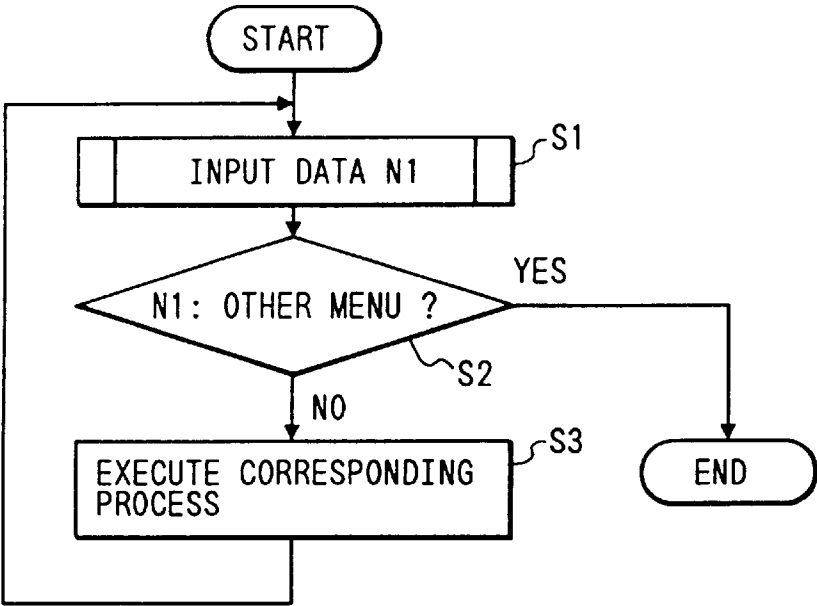 START
S1
INPUT DATA N1
YES
N1: OTHER MENU ?
S2
NO
S3
EXECUTE CORRESPONDING
PROCESS
END